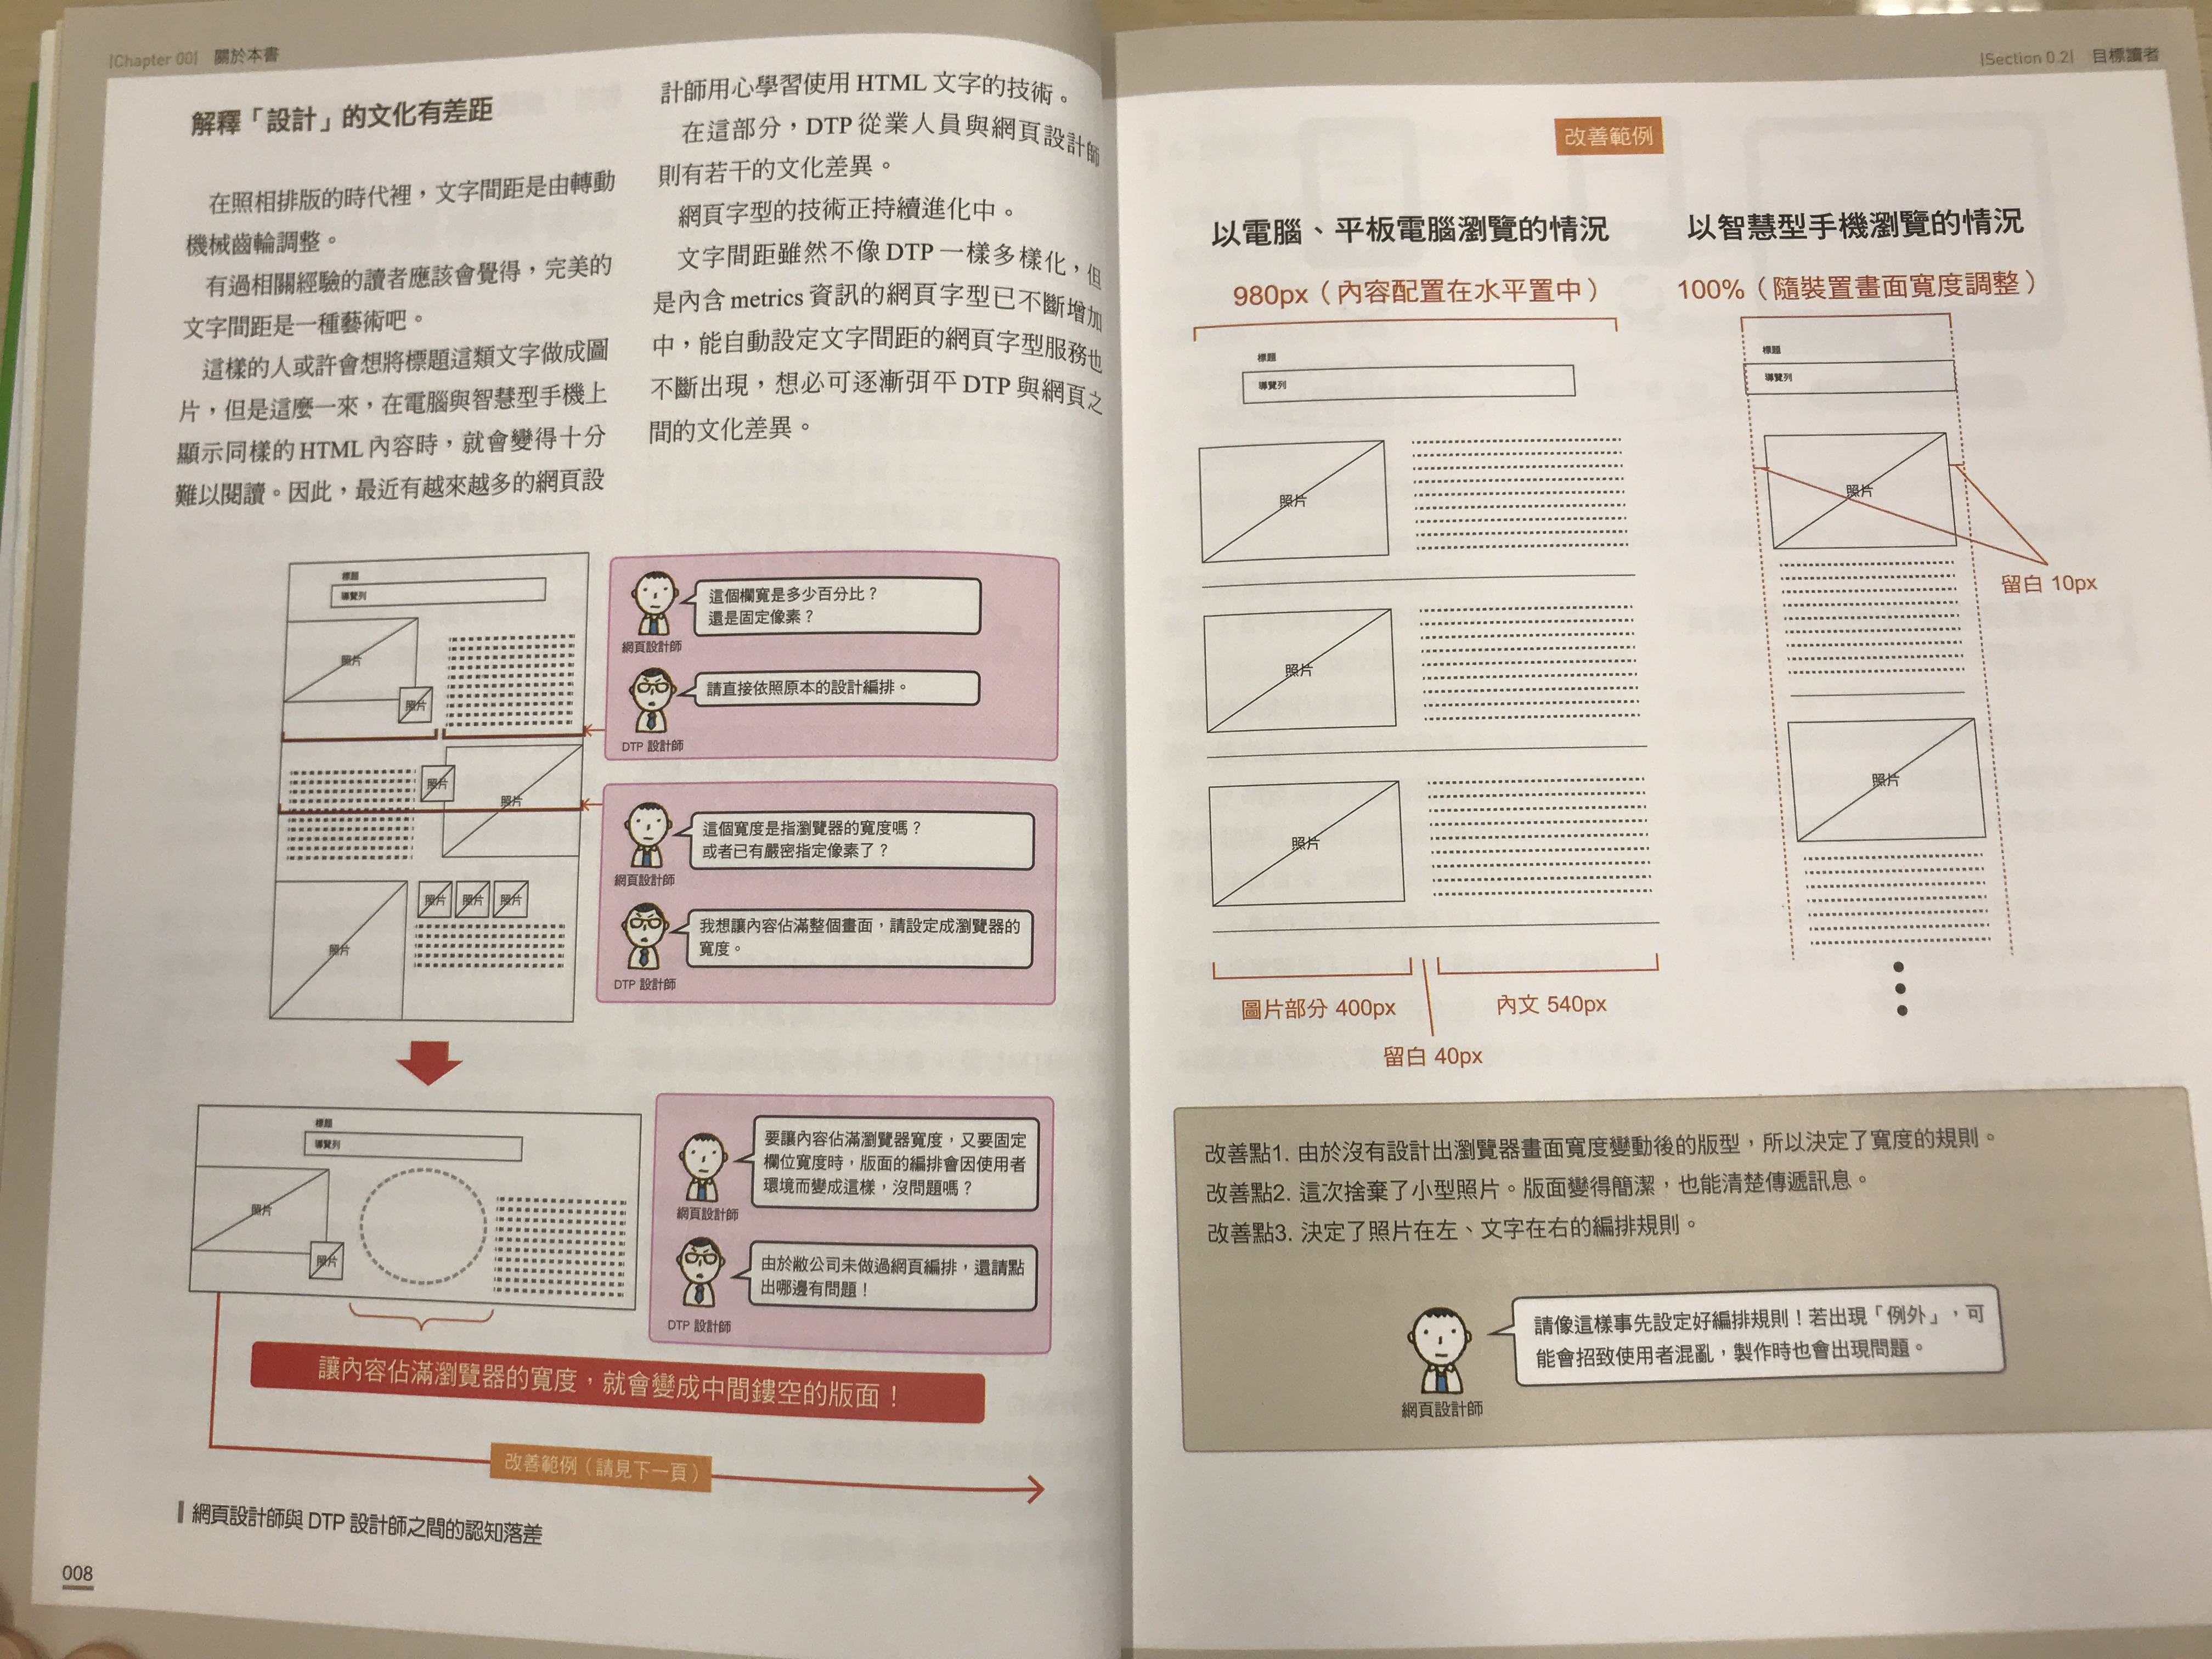 |Chapter 00| 關於本書
解釋「設計」的文化有差距
在照相排版的時代裡，文字間距是由轉動
機械齒輪調整。
有過相關經驗的讀者應該會覺得，完美的
文字間距是一種藝術吧。
這樣的人或許會想將標題這類文字做成圖
片，但是這麼一來，在電腦與智慧型手機上
顯示同樣的 HTML 內容時，就會變得十分
難以閱讀。因此，最近有越來越多的網頁設
計師用心學習使用 HTML 文字的技術。
在這部分，DTP 從業人員與網頁設計師
則有若干的文化差異。
網頁字型的技術正持續進化中。
文字間距雖然不像 DTP 一樣多樣化，但
是內含 metrics 資訊的網頁字型已不斷增加
中，能自動設定文字間距的網頁字型服務也
不斷出現，想必可逐漸弭平 DTP 與網頁之
間的文化差異。
標題
導覽列
照片
照片
照片
照片
照片
照片
照片
照片
這個欄寬是多少百分比？
還是固定像素？
網頁設計師
請直接依照原本的設計編排。
DTP 設計師
這個寬度是指瀏覽器的寬度嗎？
或者已有嚴密指定像素了？
網頁設計師
我想讓內容佔滿整個畫面，請設定成瀏覽器的
寬度。
DTP 設計師
標題
導覽列
照片
照片
要讓內容佔滿瀏覽器寬度，又要固定
欄位寬度時，版面的編排會因使用者
環境而變成這樣，沒問題嗎？
網頁設計師
由於敝公司未做過網頁編排，還請點
出哪邊有問題！
DTP 設計師
讓內容佔滿瀏覽器的寬度，就會變成中間鏤空的版面！
改善範例（請見下一頁）
網頁設計師與 DTP 設計師之間的認知落差
008
|Section 0.2| 目標讀者
改善範例
以電腦、平板電腦瀏覽的情況
980px（內容配置在水平置中）
標題
導覽列
照片
照片
照片
圖片部分 400px
內文 540px
留白 40px
以智慧型手機瀏覽的情況
100%（隨裝置畫面寬度調整）
標題
導覽列
照片
留白 10px
照片
改善點1. 由於沒有設計出瀏覽器畫面寬度變動後的版型，所以決定了寬度的規則。
改善點2. 這次捨棄了小型照片。版面變得簡潔，也能清楚傳遞訊息。
改善點3. 決定了照片在左、文字在右的編排規則。
請像這樣事先設定好編排規則！若出現「例外」，可
能會招致使用者混亂，製作時也會出現問題。
網頁設計師